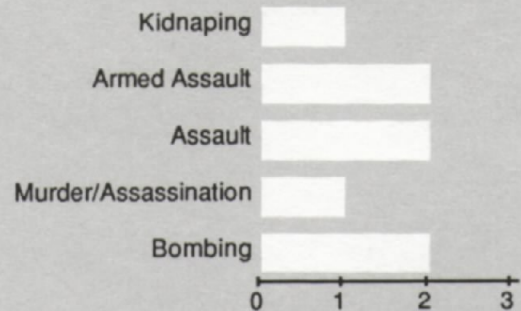 Kidnaping
Armed Assault
Assault
Murder/Assassination
Bombing
0 1 2 3